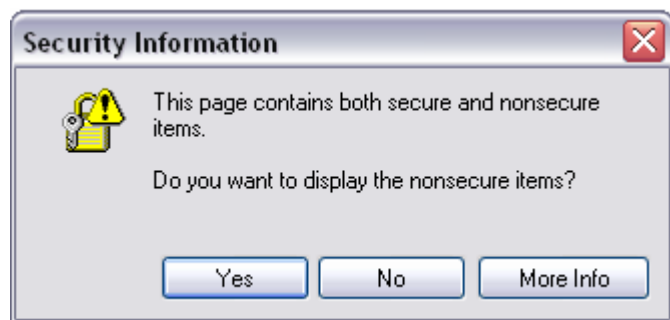 Security Information
This page contains both secure and nonsecure
items.
Do you want to display the nonsecure items?
Yes
No
More Info